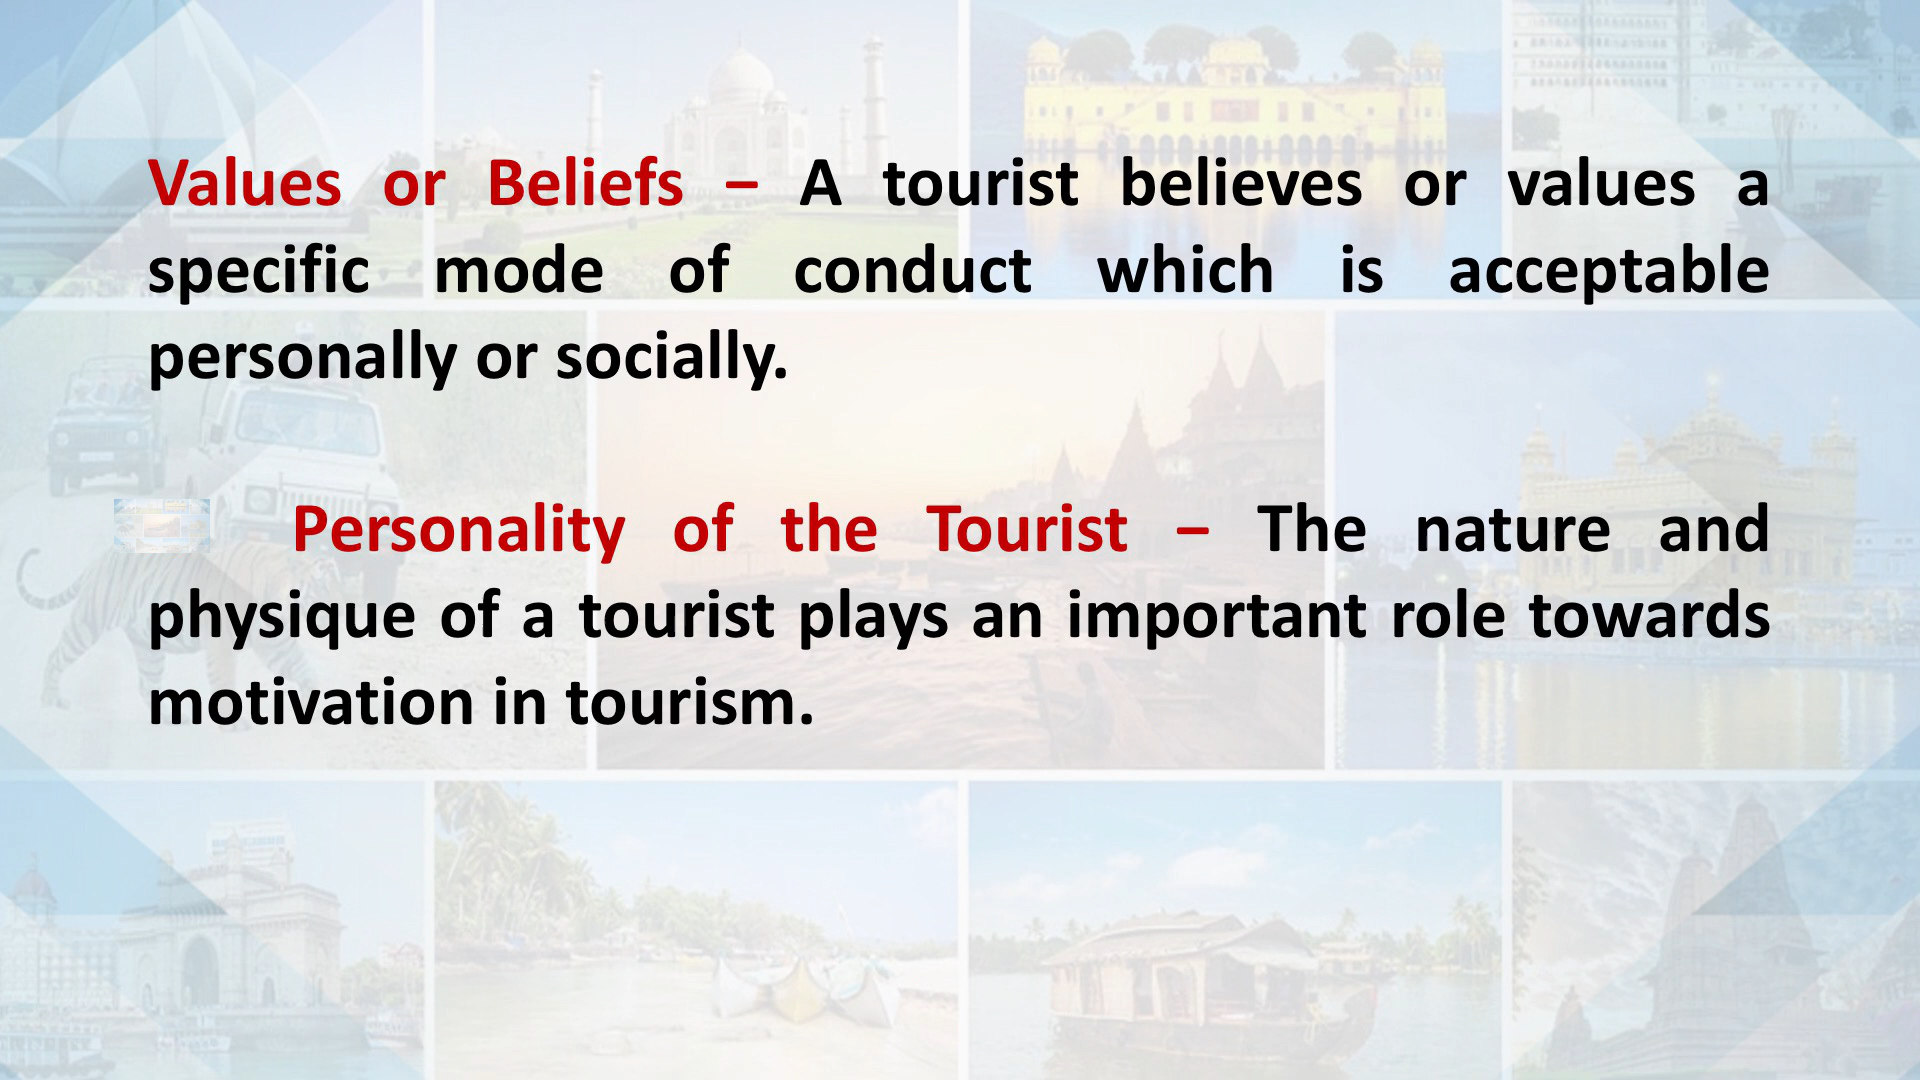 Values or Beliefs – A tourist believes or values a
specific mode of conduct which is acceptable
personally or socially.
Personality of the Tourist – The nature and
physique of a tourist plays an important role towards
motivation in tourism.